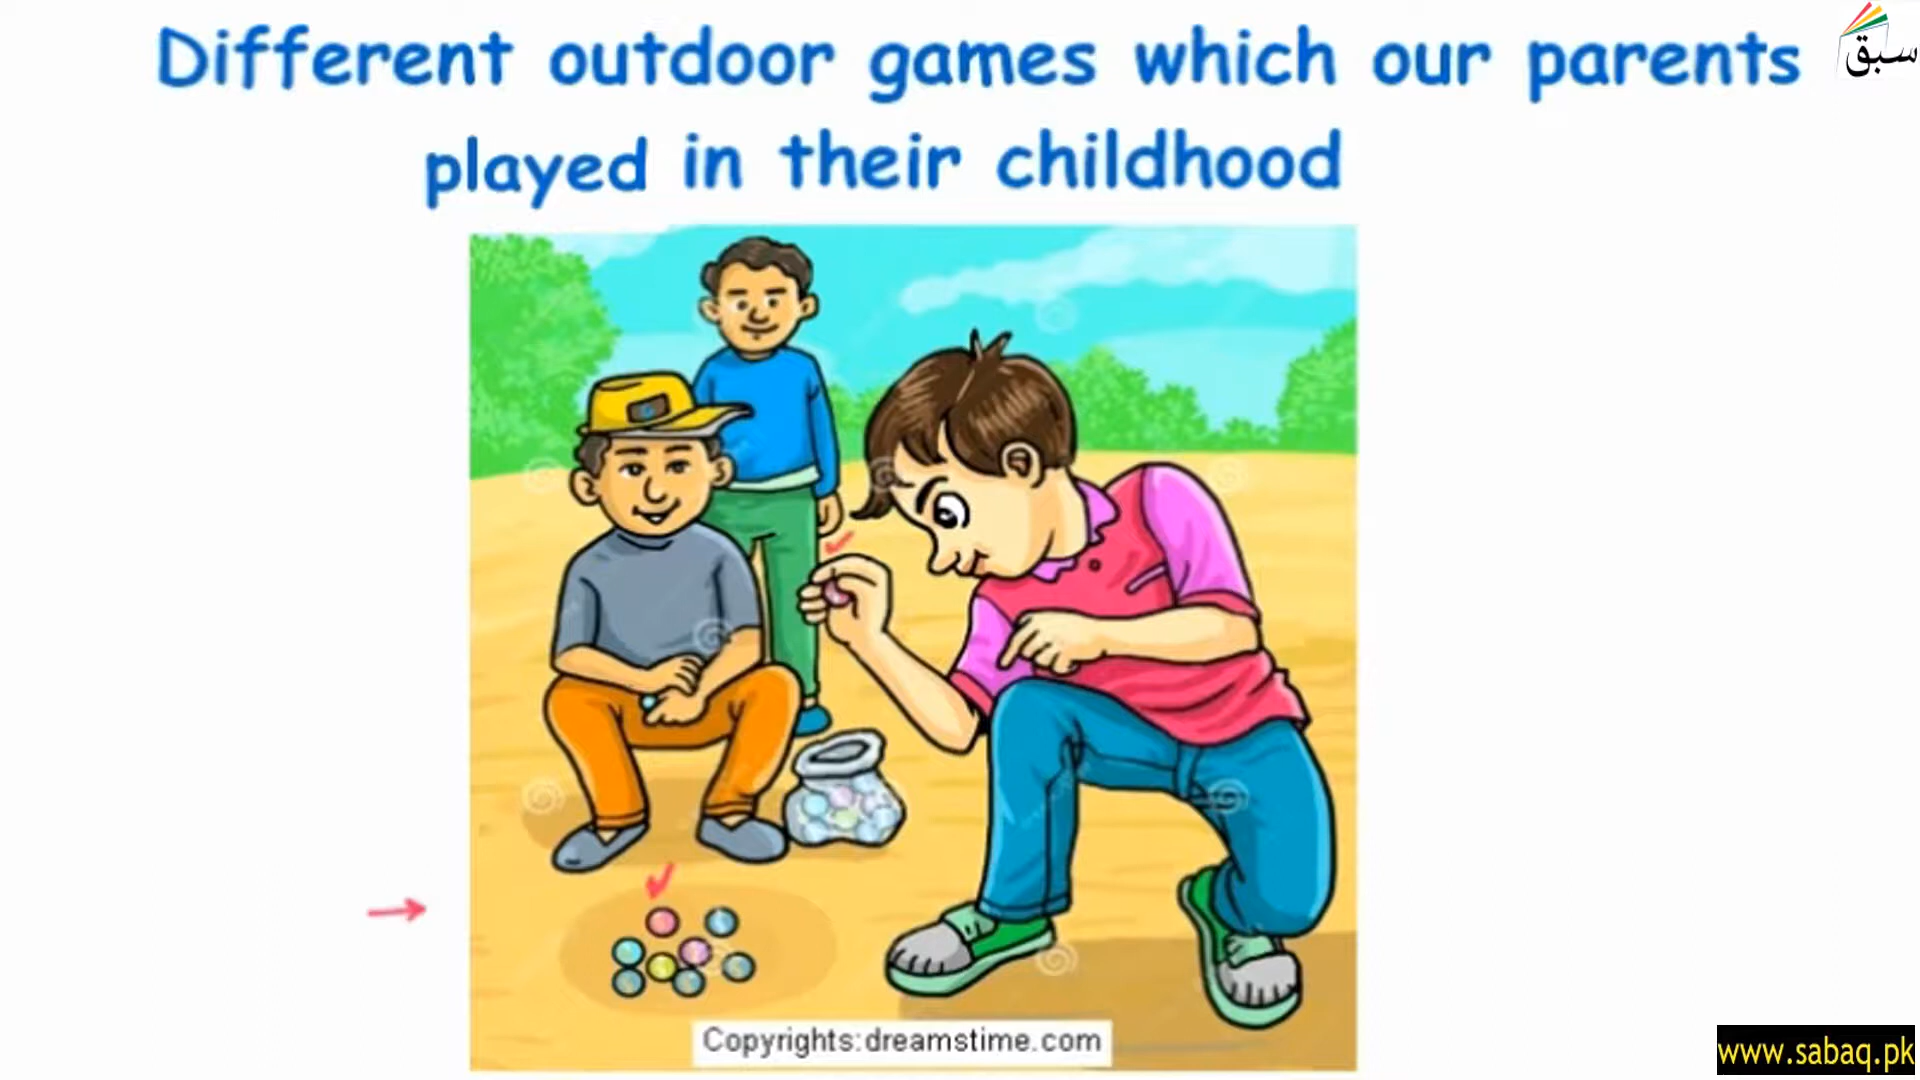 Different outdoor games which our parents
played in their childhood
سبق
Copyrights:dreamstime.com
www.sabaq.pk